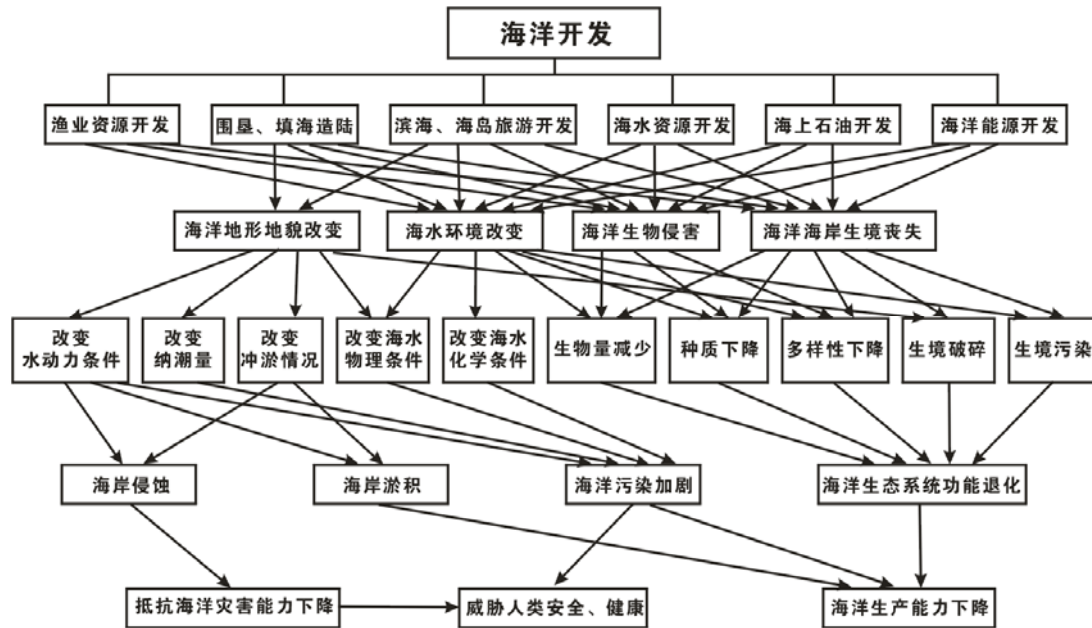 海洋开发
渔业资源开发
围垦、填海造陆
滨海、海岛旅游开发
海水资源开发
海上石油开发
海洋能源开发
海洋地形地貌改变
海水环境改变
海洋生物侵害
海洋海岸生境丧失
改变
水动力条件
改变
纳潮量
改变
冲淤情况
改变海水
物理条件
改变海水
化学条件
生物量减少
种质下降
多样性下降
生境破碎
生境污染
海岸侵蚀
海岸淤积
海洋污染加剧
海洋生态系统功能退化
抵抗海洋灾害能力下降
威胁人类安全、健康
海洋生产能力下降